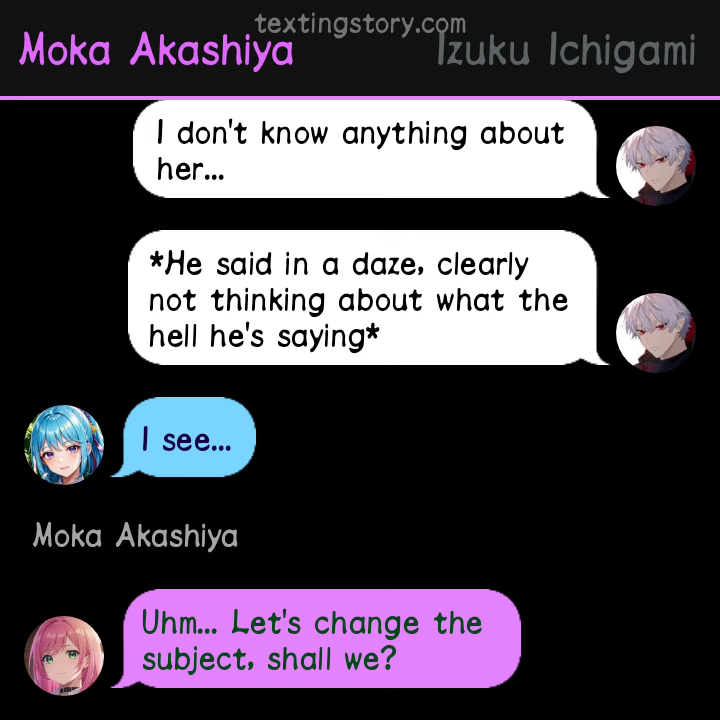 textingstory.com
Moka Akashiya
Izuku Ichigami
I don't know anything about
her...
*He said in a daze, clearly
not thinking about what the
hell he's saying*
I see...
Moka Akashiya
Uhm... Let's change the
subject, shall we?